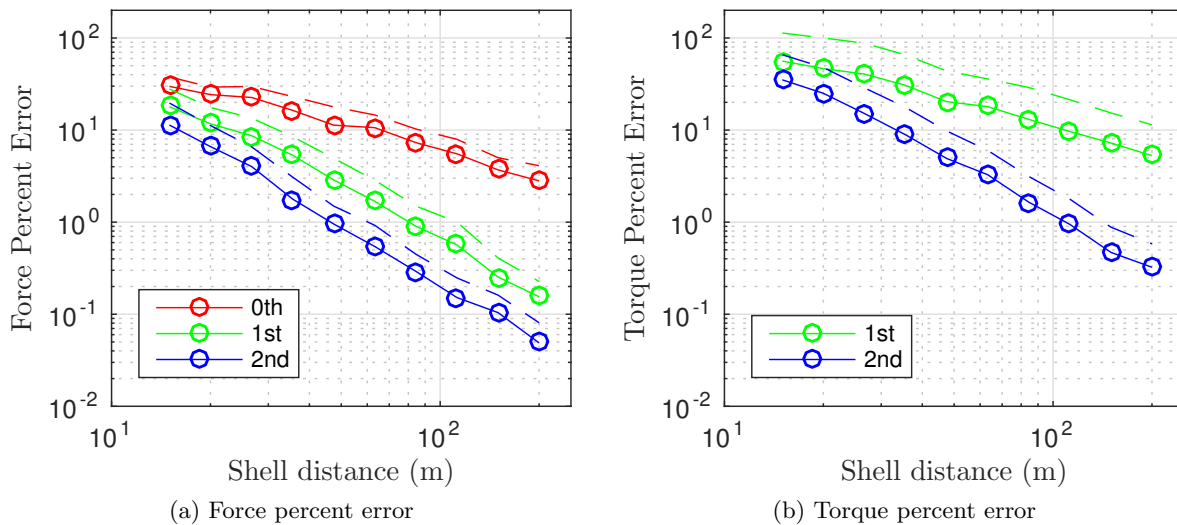 Force Percent Error
10^2
10^1
10^0
10^-1
10^-2
0th
1st
2nd
10^1
10^2
Shell distance (m)
(a) Force percent error
Torque Percent Error
10^2
10^1
10^0
10^-1
10^-2
1st
2nd
10^1
10^2
Shell distance (m)
(b) Torque percent error